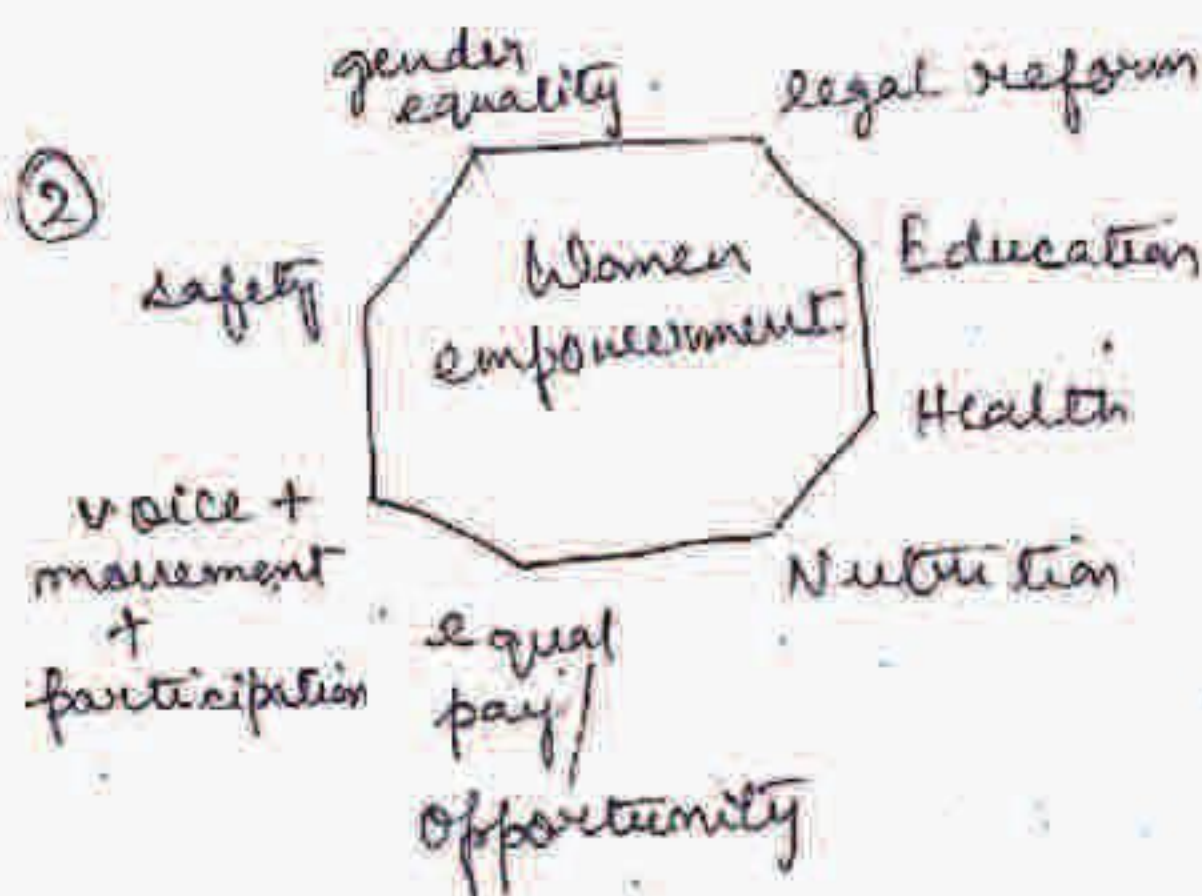 gender
equality
legal reform
②
safety
Women
empowerment
Education
Health
Nutrition
voice +
movement
+
participation
equal
pay/
opportunity